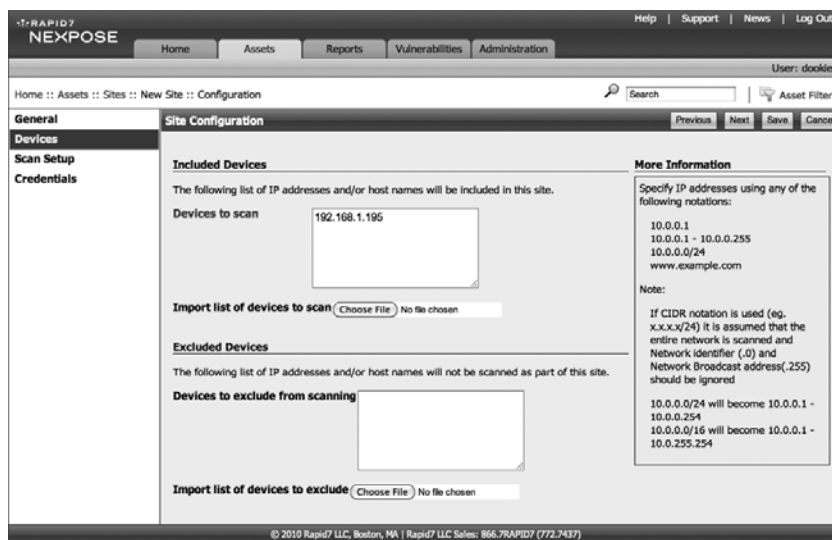 RAPID7
NEXPOSE
Help | Support | News | Log Out
Home Assets Reports Vulnerabilities Administration
User: dookie
Home :: Assets :: Sites :: New Site :: Configuration
Search
Asset Filter
General
Devices
Scan Setup
Credentials
Site Configuration
Previous Next Save Cance
Included Devices
The following list of IP addresses and/or host names will be included in this site.
Devices to scan
192.168.1.195
Import list of devices to scan Choose File No file chosen
Excluded Devices
The following list of IP addresses and/or host names will not be scanned as part of this site.
Devices to exclude from scanning
Import list of devices to exclude Choose File No file chosen
More Information
Specify IP addresses using any of the
following notations:
10.0.0.1
10.0.0.1 - 10.0.0.255
10.0.0.0/24
www.example.com
Note:
If CIDR notation is used (eg.
x.x.x.x/24) it is assumed that the
entire network is scanned and
Network identifier (.0) and
Network Broadcast address(.255)
should be ignored
10.0.0.0/24 will become 10.0.0.1 -
10.0.0.254
10.0.0.0/16 will become 10.0.0.1 -
10.0.255.254
© 2010 Rapid7 LLC, Boston, MA | Rapid7 LLC Sales: 866.7RAPID7 (772.7437)